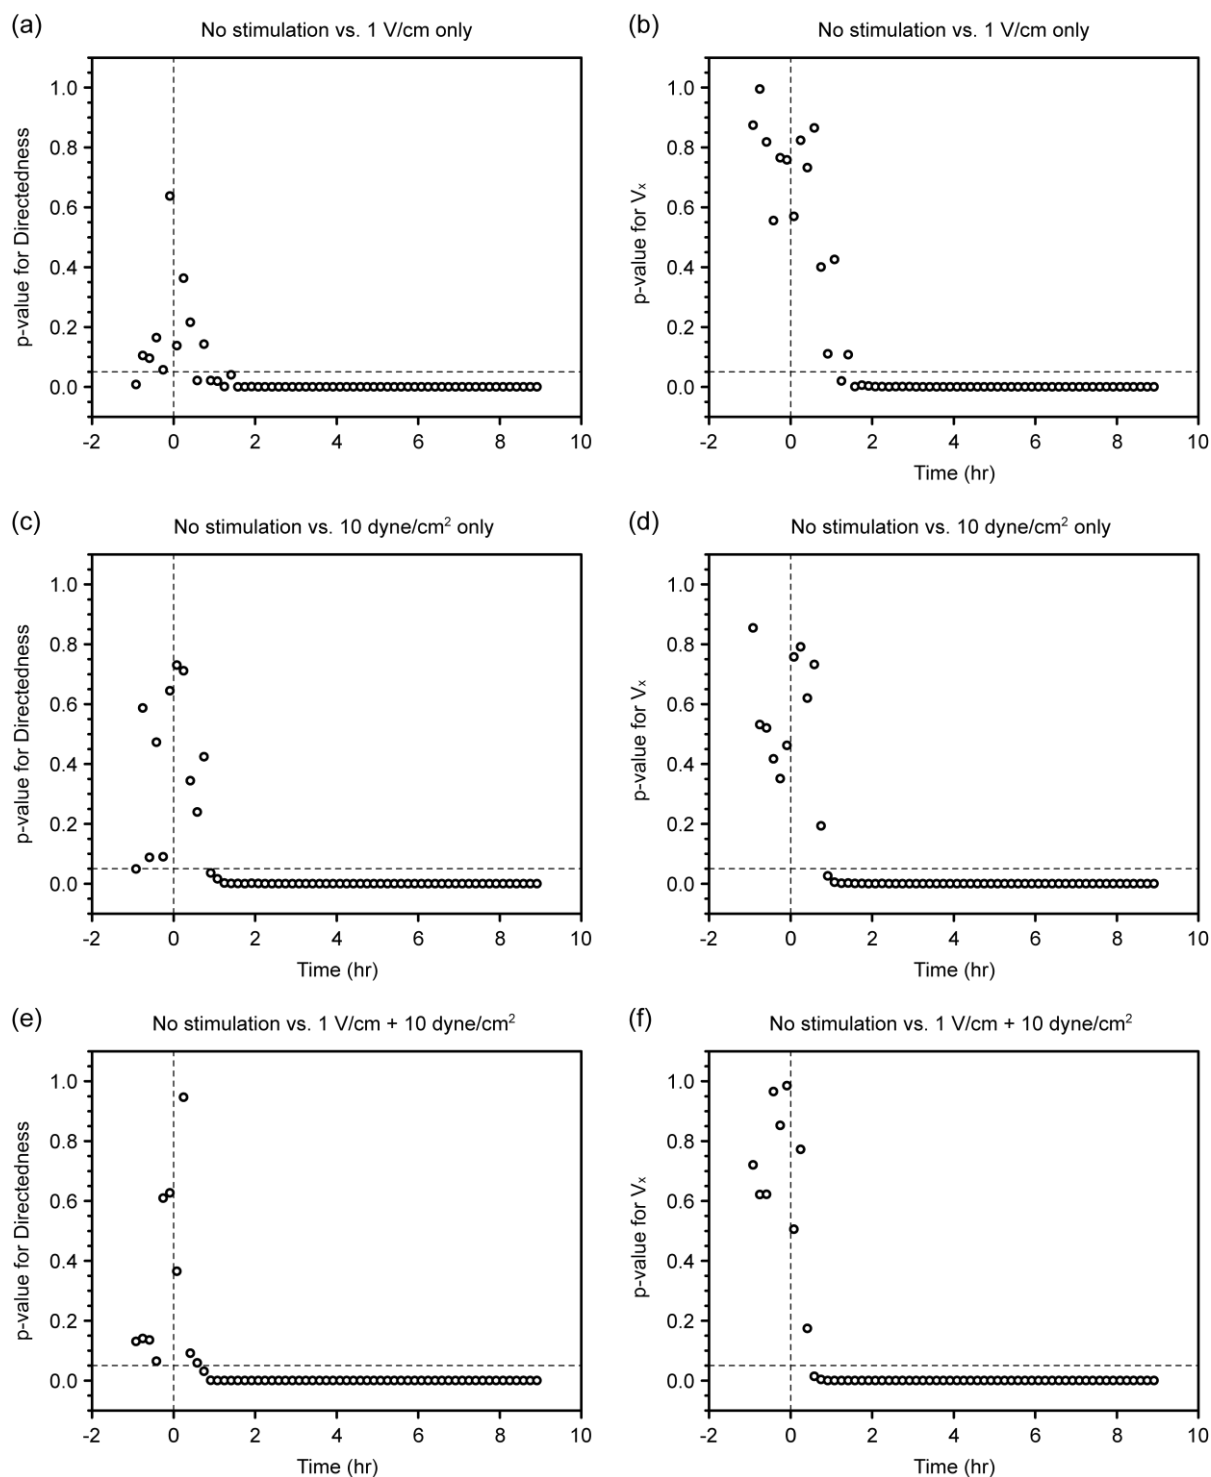 (a)
No stimulation vs. 1 V/cm only
p-value for Directedness
1.0
0.8
0.6
0.4
0.2
0.0
-2 0 2 4 6 8 10
Time (hr)
(b)
No stimulation vs. 1 V/cm only
p-value for Vₓ
1.0
0.8
0.6
0.4
0.2
0.0
-2 0 2 4 6 8 10
Time (hr)
(c)
No stimulation vs. 10 dyne/cm² only
p-value for Directedness
1.0
0.8
0.6
0.4
0.2
0.0
-2 0 2 4 6 8 10
Time (hr)
(d)
No stimulation vs. 10 dyne/cm² only
p-value for Vₓ
1.0
0.8
0.6
0.4
0.2
0.0
-2 0 2 4 6 8 10
Time (hr)
(e)
No stimulation vs. 1 V/cm + 10 dyne/cm²
p-value for Directedness
1.0
0.8
0.6
0.4
0.2
0.0
-2 0 2 4 6 8 10
Time (hr)
(f)
No stimulation vs. 1 V/cm + 10 dyne/cm²
p-value for Vₓ
1.0
0.8
0.6
0.4
0.2
0.0
-2 0 2 4 6 8 10
Time (hr)